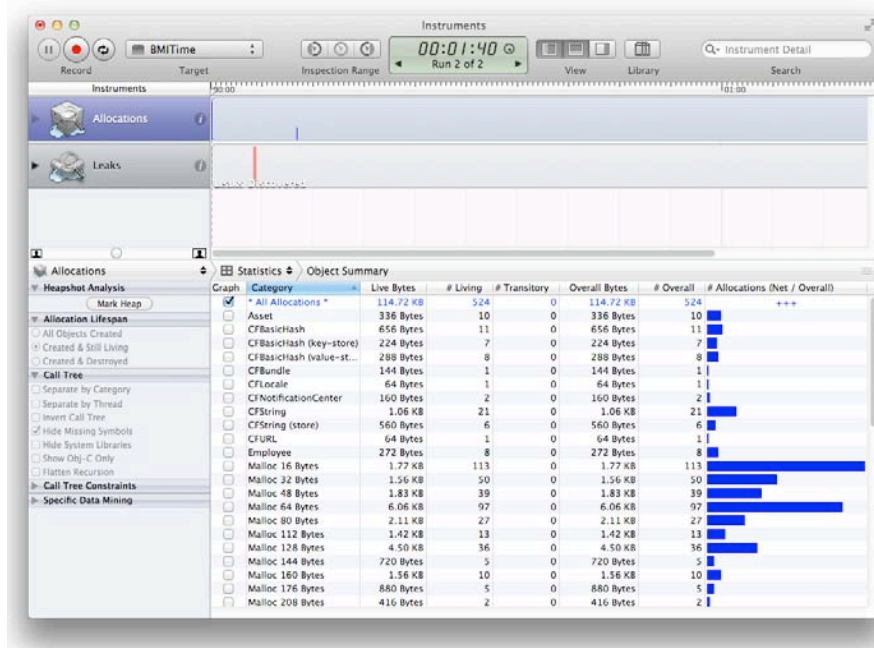 Instruments
BMITime
00:01:40
Run 2 of 2
Instrument Detail
Record Target Inspection Range View Library Search
Instruments 00:00 01:00
Allocations
Leaks
Leaks Discovered
Allocations Statistics Object Summary
Heapshot Analysis
Mark Heap
Allocation Lifespan
All Objects Created
Created & Still Living
Created & Destroyed
Call Tree
Separate by Category
Separate by Thread
Invert Call Tree
Hide Missing Symbols
Hide System Libraries
Show Obj-C Only
Flatten Recursion
Call Tree Constraints
Specific Data Mining
Graph Category Live Bytes # Living # Transitory Overall Bytes # Overall # Allocations (Net / Overall)
* All Allocations * 114.72 KB 524 0 114.72 KB 524 +++
Asset 336 Bytes 10 0 336 Bytes 10
CFBasicHash 656 Bytes 11 0 656 Bytes 11
CFBasicHash (key-store) 224 Bytes 7 0 224 Bytes 7
CFBasicHash (value-st... 288 Bytes 8 0 288 Bytes 8
CFBundle 144 Bytes 1 0 144 Bytes 1
CFLocale 64 Bytes 1 0 64 Bytes 1
CFNotificationCenter 160 Bytes 2 0 160 Bytes 2
CFString 1.06 KB 21 0 1.06 KB 21
CFString (store) 560 Bytes 6 0 560 Bytes 6
CFURL 64 Bytes 1 0 64 Bytes 1
Employee 272 Bytes 8 0 272 Bytes 8
Malloc 16 Bytes 1.77 KB 113 0 1.77 KB 113
Malloc 32 Bytes 1.56 KB 50 0 1.56 KB 50
Malloc 48 Bytes 1.83 KB 39 0 1.83 KB 39
Malloc 64 Bytes 6.06 KB 97 0 6.06 KB 97
Malloc 80 Bytes 2.11 KB 27 0 2.11 KB 27
Malloc 112 Bytes 1.42 KB 13 0 1.42 KB 13
Malloc 128 Bytes 4.50 KB 36 0 4.50 KB 36
Malloc 144 Bytes 720 Bytes 5 0 720 Bytes 5
Malloc 160 Bytes 1.56 KB 10 0 1.56 KB 10
Malloc 176 Bytes 880 Bytes 5 0 880 Bytes 5
Malloc 208 Bytes 416 Bytes 2 0 416 Bytes 2